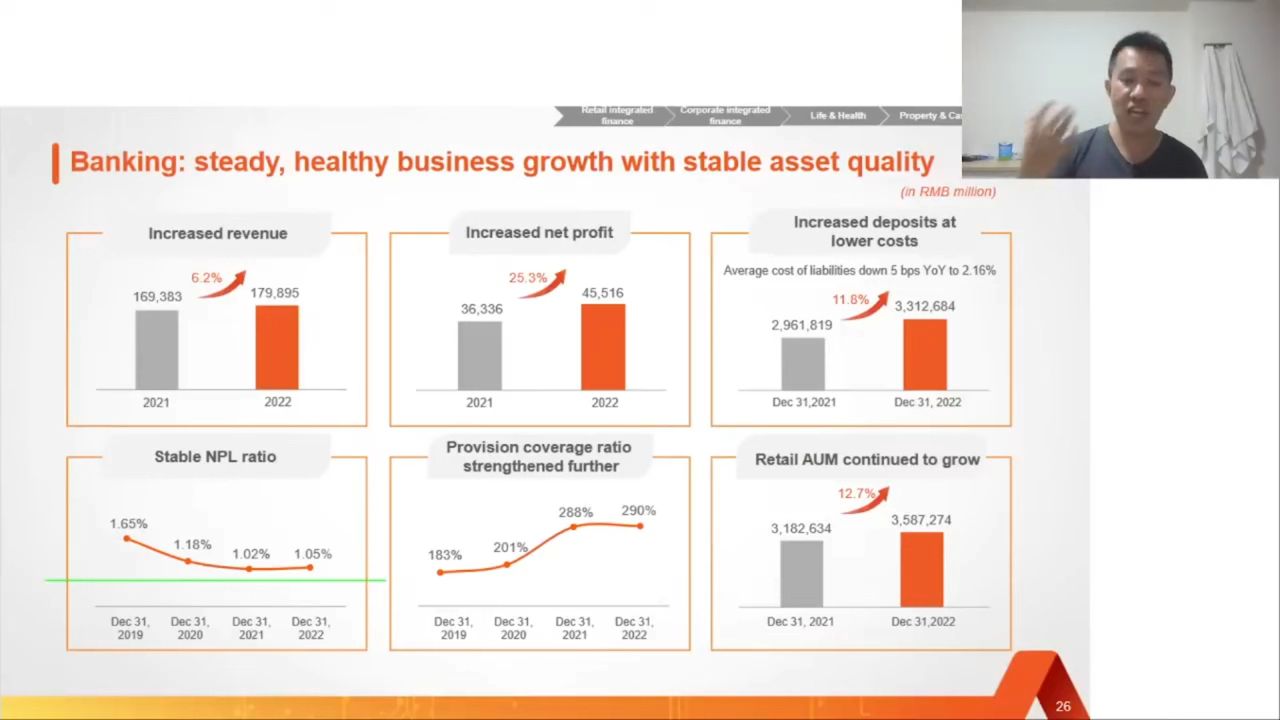 Retail integrated
finance
Corporate integrated
finance
Life & Health
Property & Cas
Banking: steady, healthy business growth with stable asset quality
(in RMB million)
Increased revenue
6.2%
169,383
179,895
2021
2022
Increased net profit
25.3%
36,336
45,516
2021
2022
Increased deposits at
lower costs
Average cost of liabilities down 5 bps YoY to 2.16%
11.8%
2,961,819
3,312,684
Dec 31,2021
Dec 31, 2022
Stable NPL ratio
1.65%
1.18%
1.02%
1.05%
Dec 31,
2019
Dec 31,
2020
Dec 31,
2021
Dec 31,
2022
Provision coverage ratio
strengthened further
183%
201%
288%
290%
Dec 31,
2019
Dec 31,
2020
Dec 31,
2021
Dec 31,
2022
Retail AUM continued to grow
12.7%
3,182,634
3,587,274
Dec 31, 2021
Dec 31,2022
26